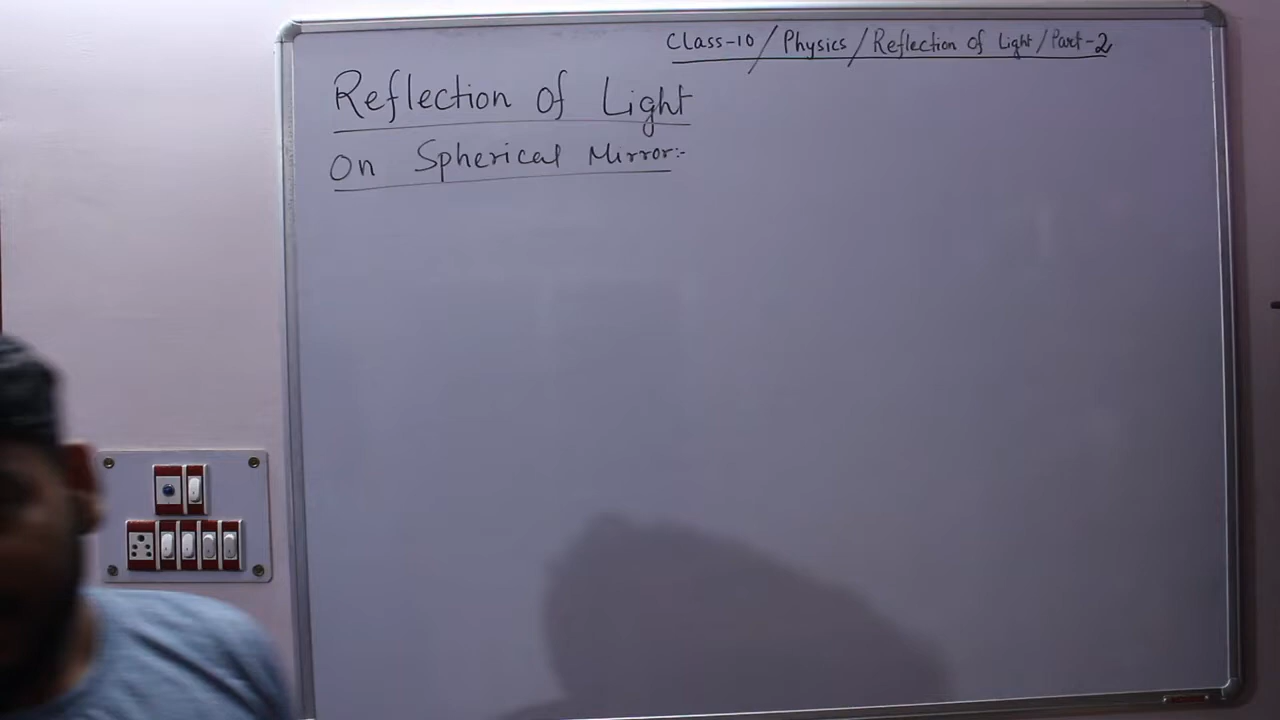 Class-10/Physics/Reflection of Light/Part-2
Reflection of Light
On Spherical Mirror:-